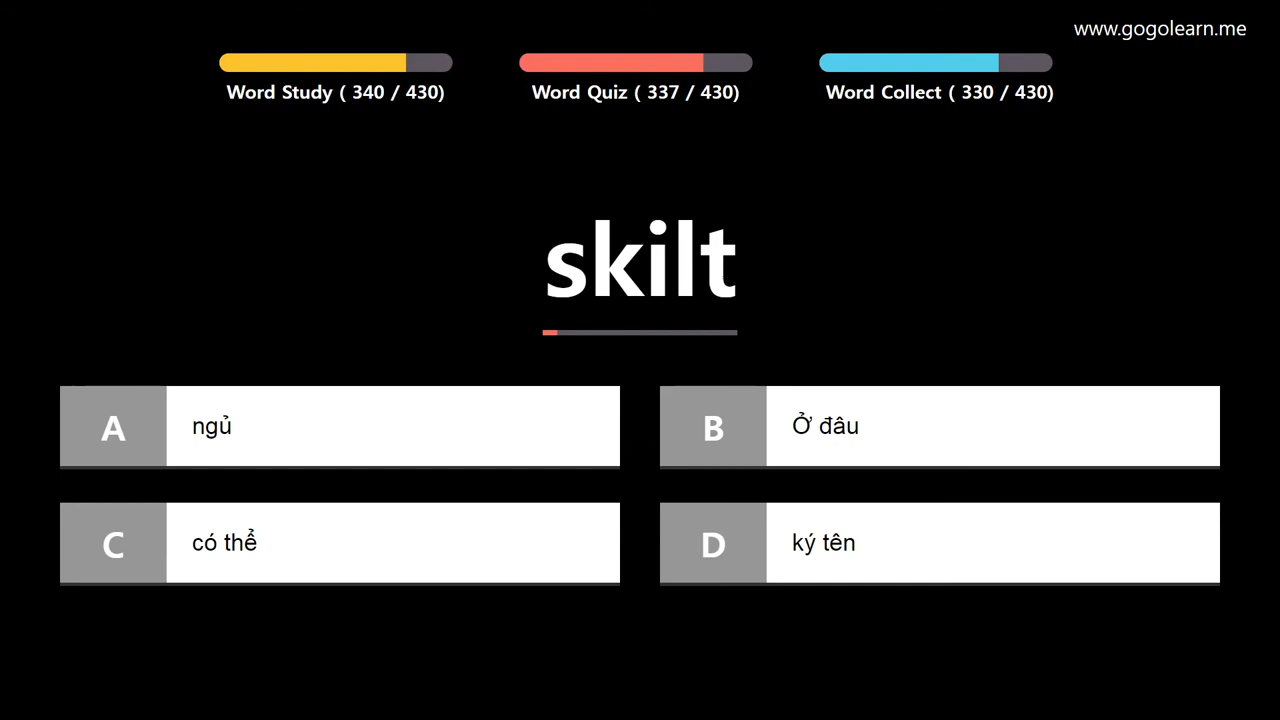 www.gogolearn.me
Word Study ( 340 / 430)
Word Quiz ( 337 / 430)
Word Collect ( 330 / 430)
skilt
A ngủ
B Ở đâu
C có thể
D ký tên